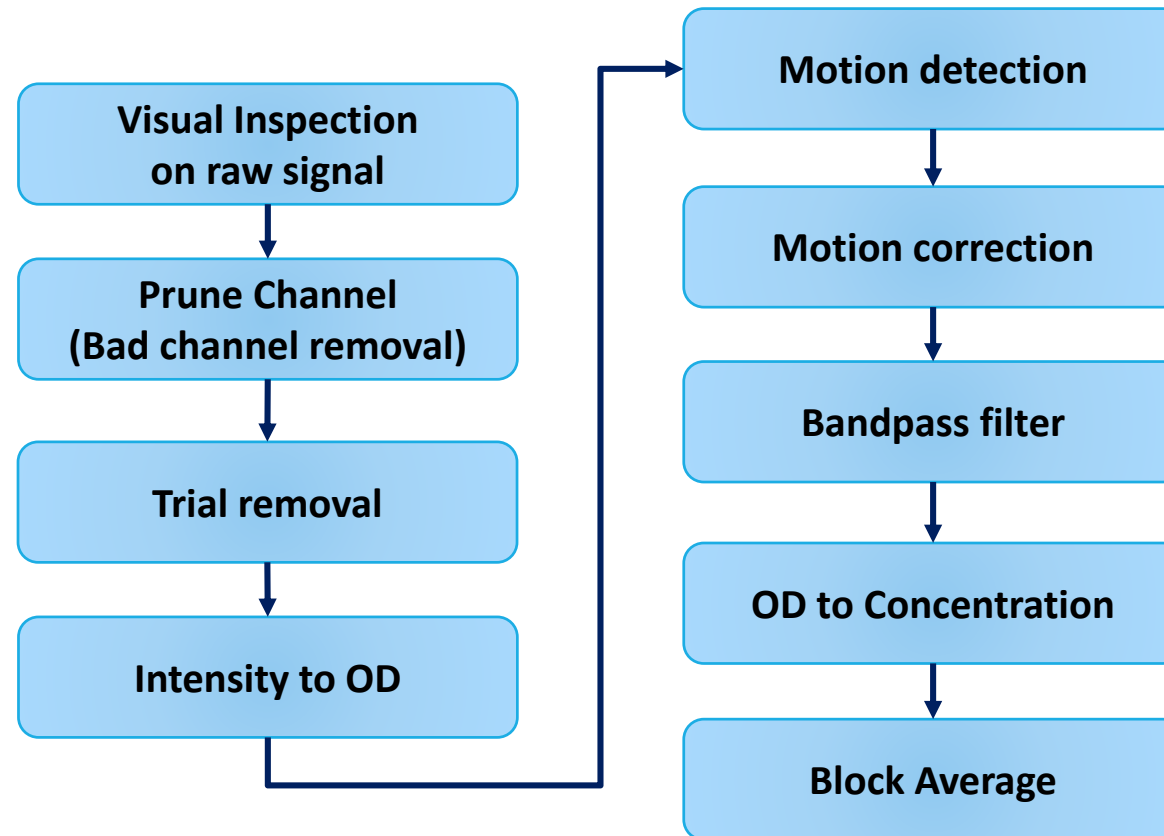 Visual Inspection
on raw signal
Prune Channel
(Bad channel removal)
Trial removal
Intensity to OD
Motion detection
Motion correction
Bandpass filter
OD to Concentration
Block Average